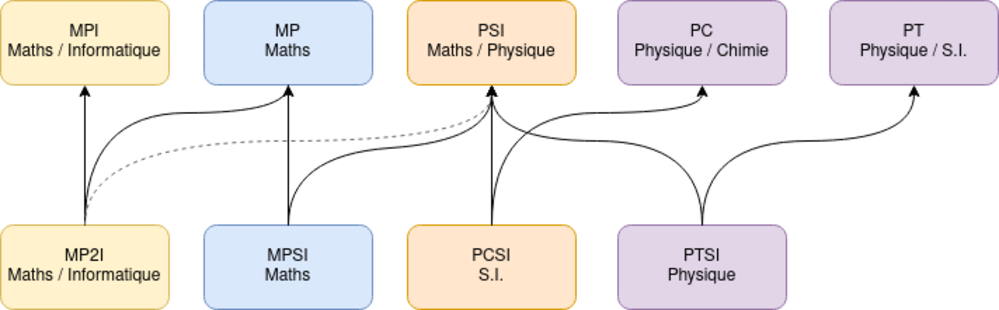 MPI
Maths / Informatique
MP
Maths
PSI
Maths / Physique
PC
Physique / Chimie
PT
Physique / S.I.
MP2I
Maths / Informatique
MPSI
Maths
PCSI
S.I.
PTSI
Physique